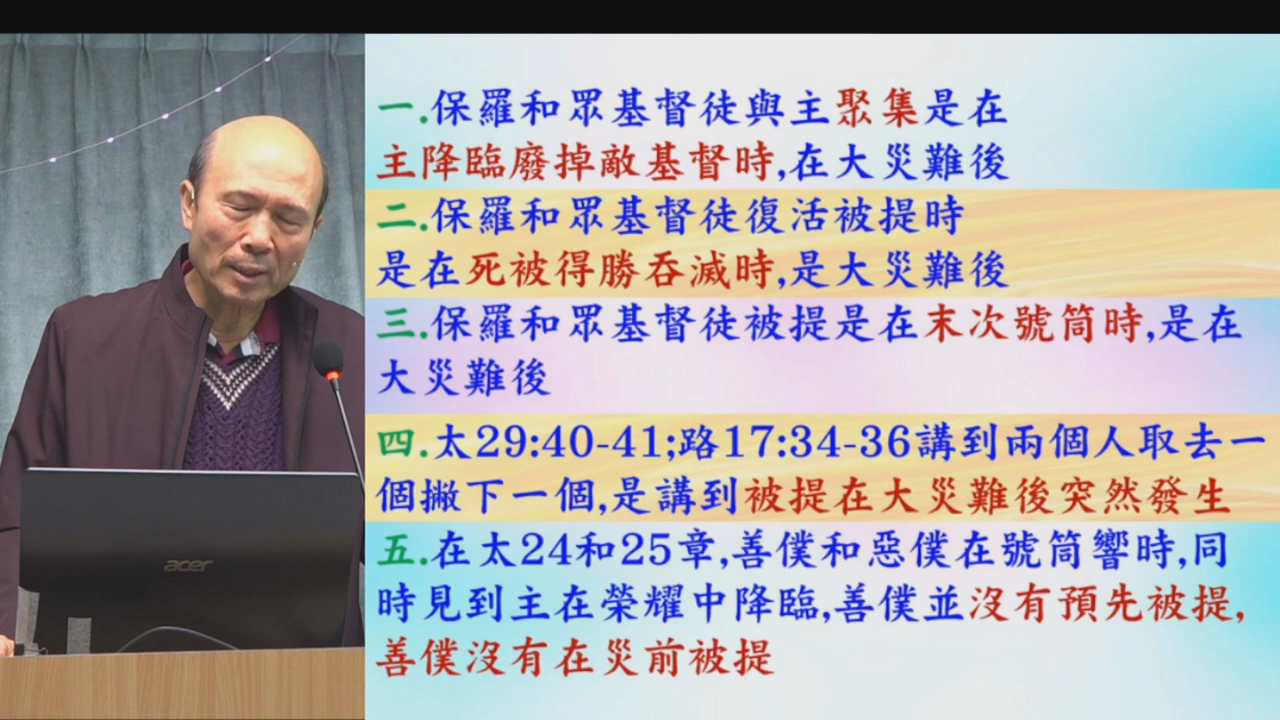 一.保羅和眾基督徒與主聚集是在
主降臨廢掉敵基督時,在大災難後
二.保羅和眾基督徒復活被提時
是在死被得勝吞滅時,是大災難後
三.保羅和眾基督徒被提是在末次號筒時,是在
大災難後
四.太29:40-41;路17:34-36講到兩個人取去一
個撇下一個,是講到被提在大災難後突然發生
五.在太24和25章,善僕和惡僕在號筒響時,同
時見到主在榮耀中降臨,善僕並沒有預先被提,
善僕沒有在災前被提
acer